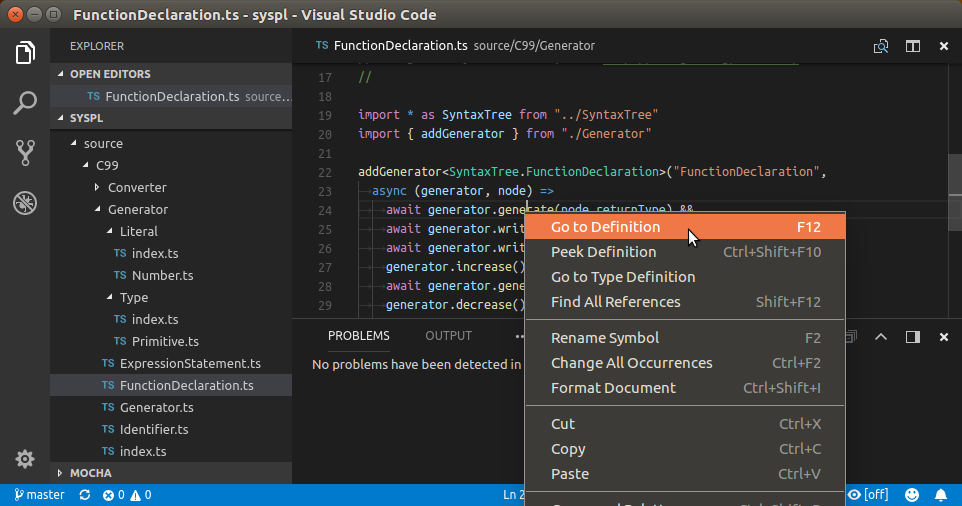 FunctionDeclaration.ts - syspl - Visual Studio Code
EXPLORER
OPEN EDITORS
TS FunctionDeclaration.ts source...
SYSPL
source
C99
Converter
Generator
Literal
TS index.ts
TS Number.ts
Type
TS index.ts
TS Primitive.ts
TS ExpressionStatement.ts
TS FunctionDeclaration.ts
TS Generator.ts
TS Identifier.ts
TS index.ts
MOCHA
TS FunctionDeclaration.ts source/C99/Generator
17 //
18
19 import * as SyntaxTree from "../SyntaxTree"
20 import { addGenerator } from "./Generator"
21
22 addGenerator<SyntaxTree.FunctionDeclaration>("FunctionDeclaration",
23 async (generator, node) =>
24 await generator.generate(node.returnType) &&
25 await generator.writ
26 await generator.writ
27 generator.increase()
28 await generator.gene
29 generator.decrease()
Go to Definition F12
Peek Definition Ctrl+Shift+F10
Go to Type Definition
Find All References Shift+F12
Rename Symbol F2
Change All Occurrences Ctrl+F2
Format Document Ctrl+Shift+I
Cut Ctrl+X
Copy Ctrl+C
Paste Ctrl+V
PROBLEMS OUTPUT ...
No problems have been detected in
master 0 0 Ln 2 [off]